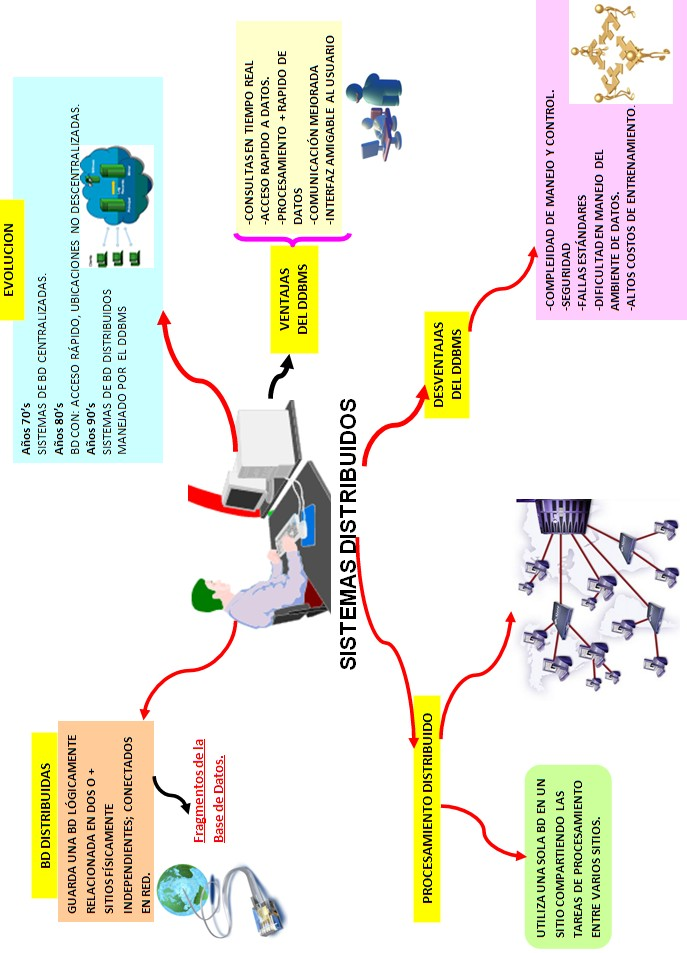 BD DISTRIBUIDAS
GUARDA UNA BD LÓGICAMENTE
RELACIONADA EN DOS O +
SITIOS FÍSICAMENTE
INDEPENDIENTES; CONECTADOS
EN RED.
Fragmentos de la
Base de Datos.
EVOLUCION
Años 70's
SISTEMAS DE BD CENTRALIZADAS.
Años 80's
BD CON: ACCESO RÁPIDO, UBICACIONES NO DESCENTRALIZADAS.
Años 90's
SISTEMAS DE BD DISTRIBUIDOS
MANEJADO POR EL DDBMS
VENTAJAS
DEL DDBMS
-CONSULTAS EN TIEMPO REAL
-ACCESO RAPIDO A DATOS.
-PROCESAMIENTO + RAPIDO DE
DATOS
-COMUNICACIÓN MEJORADA
-INTERFAZ AMIGABLE AL USUARIO
SISTEMAS DISTRIBUIDOS
DESVENTAJAS
DEL DDBMS
-COMPLEJIDAD DE MANEJO Y CONTROL.
-SEGURIDAD
-FALLAS ESTÁNDARES
-DIFICULTAD EN MANEJO DEL
AMBIENTE DE DATOS.
-ALTOS COSTOS DE ENTRENAMIENTO.
PROCESAMIENTO DISTRIBUIDO
UTILIZA UNA SOLA BD EN UN
SITIO COMPARTIENDO LAS
TAREAS DE PROCESAMIENTO
ENTRE VARIOS SITIOS.